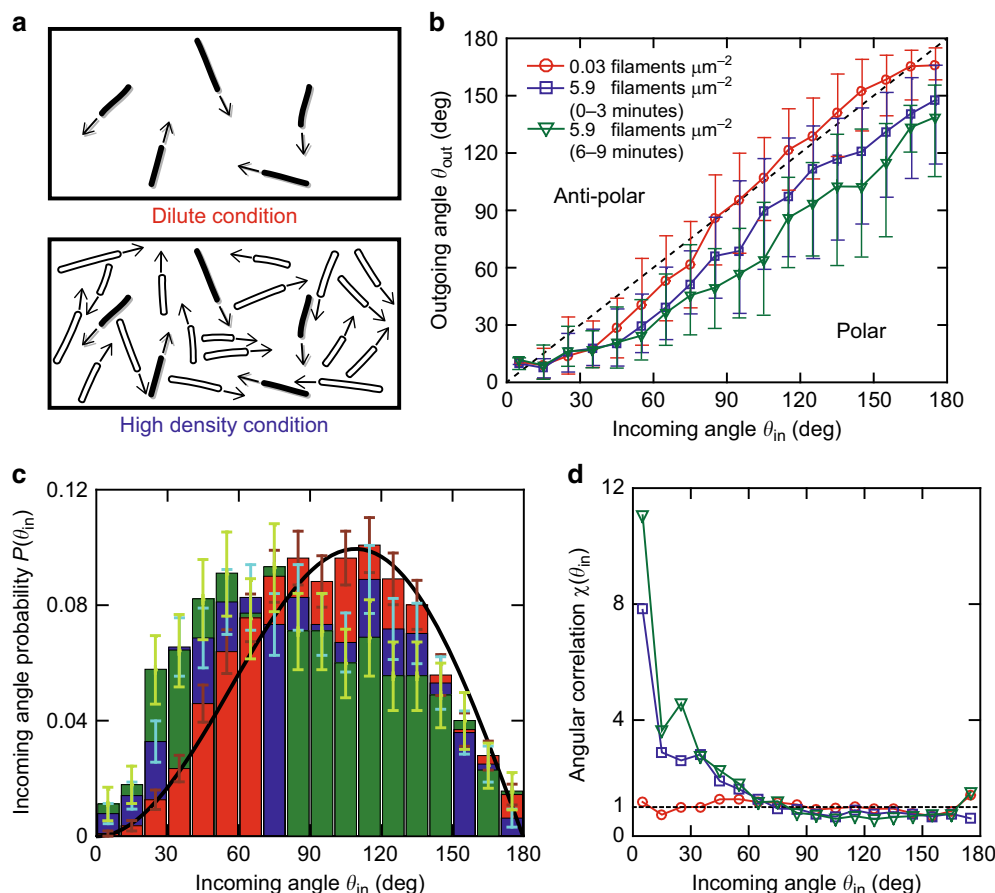 a
Dilute condition
High density condition
b
180
150
120
90
60
30
0
Outgoing angle θout (deg)
0.03 filaments μm−2
5.9 filaments μm−2
(0–3 minutes)
5.9 filaments μm−2
(6–9 minutes)
Anti-polar
Polar
0 30 60 90 120 150 180
Incoming angle θin (deg)
c
0.12
0.08
0.04
0
Incoming angle probability P(θin)
0 30 60 90 120 150 180
Incoming angle θin (deg)
d
12
8
4
1
0
Angular correlation χ(θin)
0 30 60 90 120 150 180
Incoming angle θin (deg)